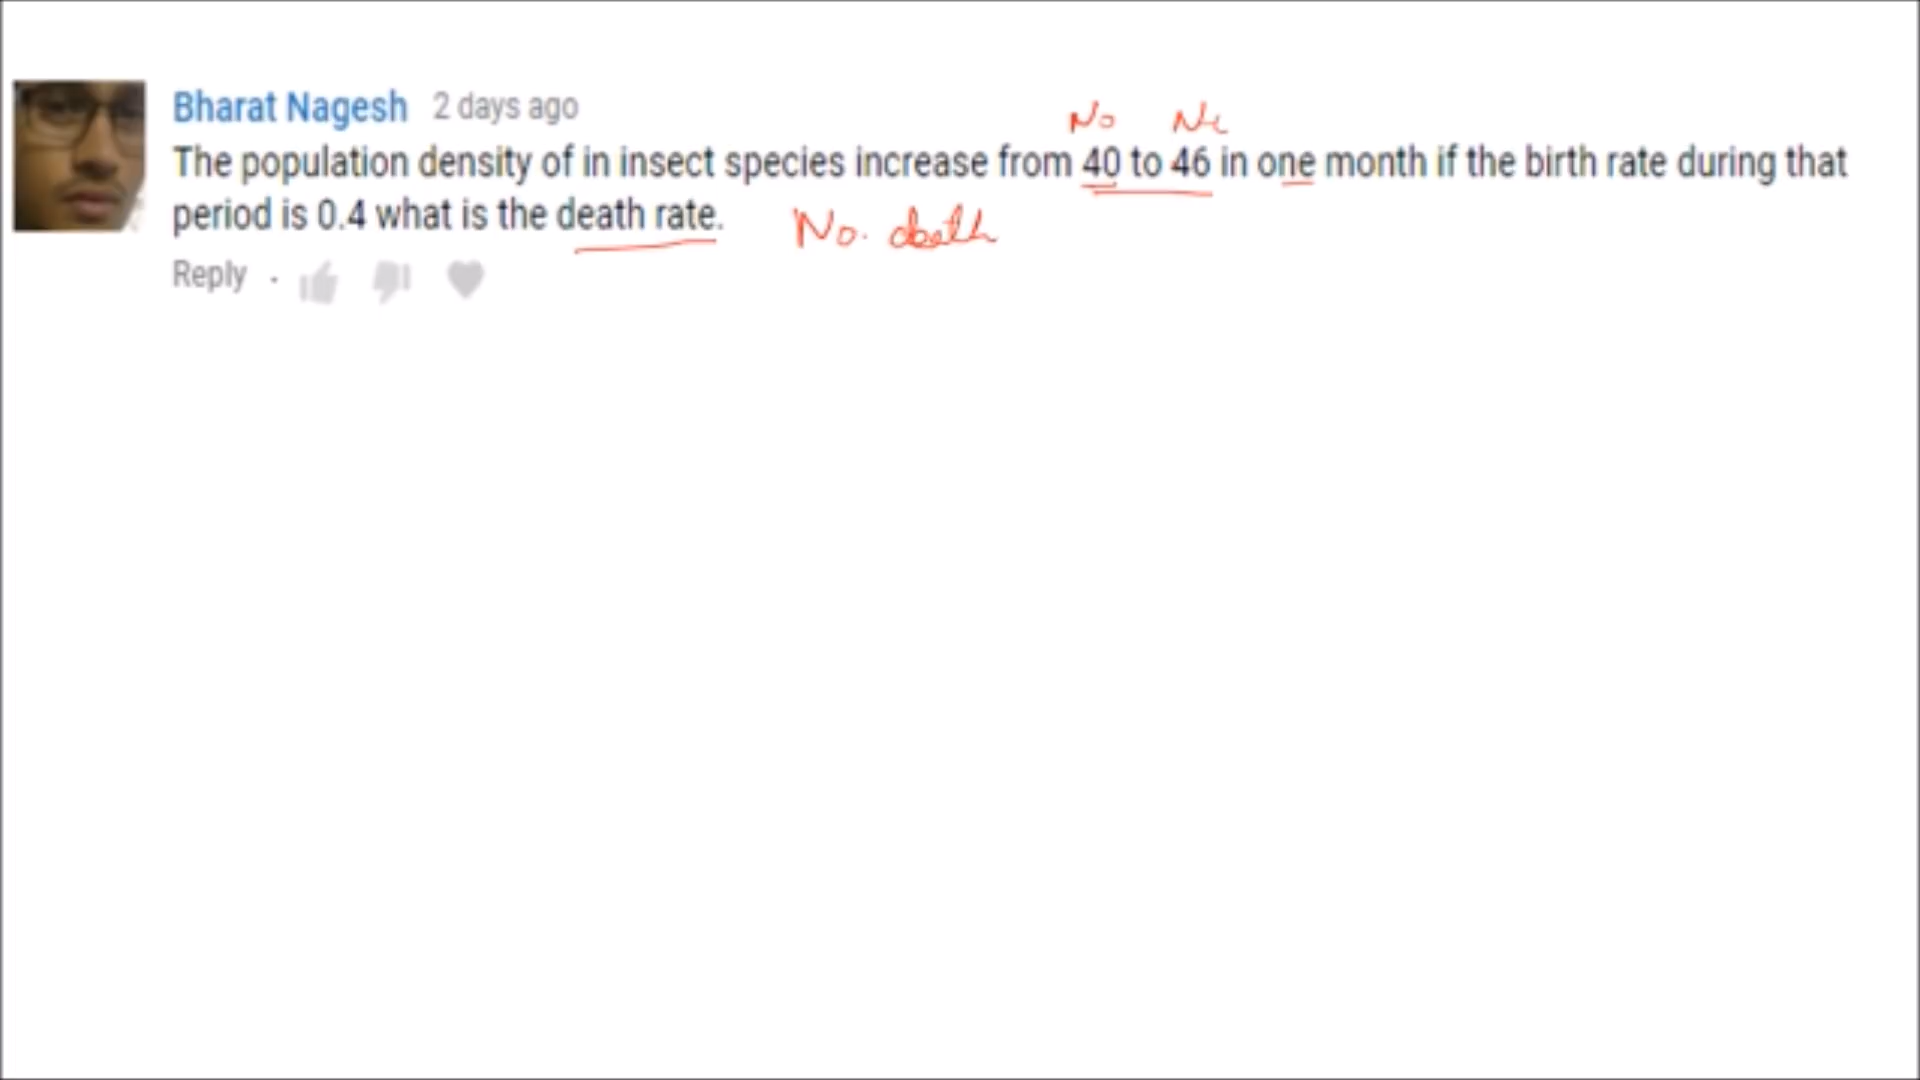 Bharat Nagesh 2 days ago
No Nt
The population density of in insect species increase from 40 to 46 in one month if the birth rate during that
period is 0.4 what is the death rate. No. death
Reply .